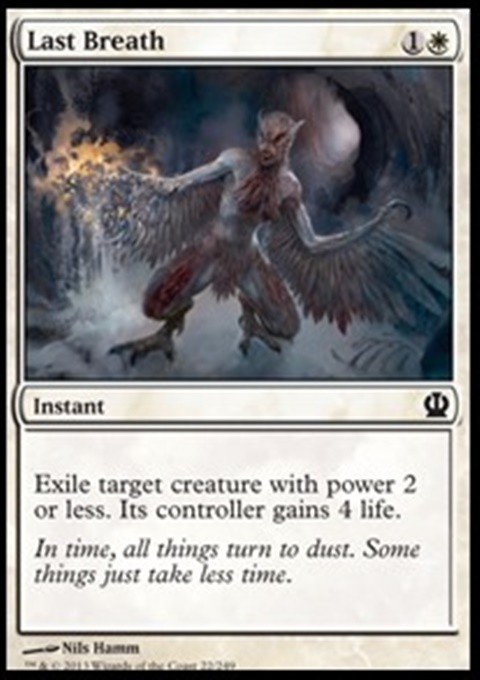 Last Breath 1
Instant
Exile target creature with power 2
or less. Its controller gains 4 life.
In time, all things turn to dust. Some
things just take less time.
Nils Hamm
™ & © 2013 Wizards of the Coast 22/249